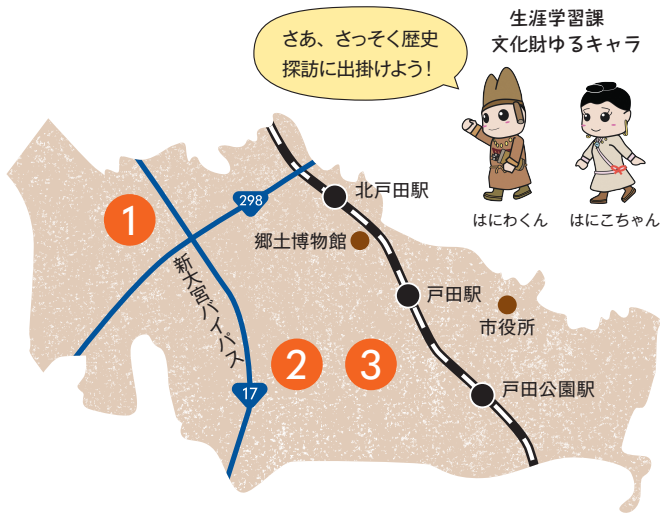 さあ、さっそく歴史
探訪に出掛けよう！
生涯学習課
文化財ゆるキャラ
はにわくん
はにこちゃん
北戸田駅
298
郷土博物館
1
新大宮バイパス
戸田駅
市役所
2
3
17
戸田公園駅